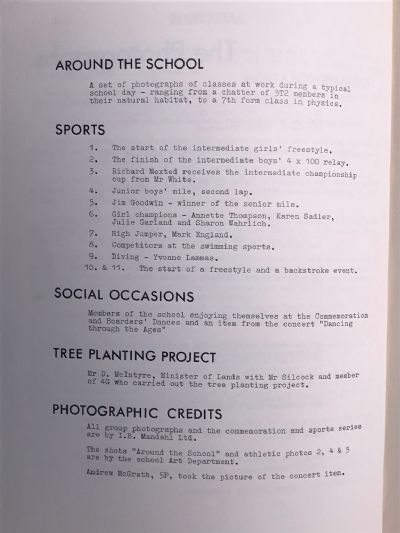 AROUND THE SCHOOL
A set of photographs of classes at work during a typical
school day - ranging from a chatter of 3T2 members in
their natural habitat, to a 7th form class in physics.
SPORTS
1. The start of the intermediate girls' freestyle.
2. The finish of the intermediate boys' 4 x 100 relay.
3. Richard Mexted receives the intermediate championship
cup from Mr White.
4. Junior boys' mile, second lap.
5. Jim Goodwin - winner of the senior mile.
6. Girl champions - Annette Thompson, Karen Sadler,
Julie Garland and Sharon Wahrlich.
7. High Jumper, Mark England.
8. Competitors at the swimming sports.
9. Diving - Yvonne Lammas.
10. & 11. The start of a freestyle and a backstroke event.
SOCIAL OCCASIONS
Members of the school enjoying themselves at the Commemoration
and Boarders' Dances and an item from the concert "Dancing
through the Ages"
TREE PLANTING PROJECT
Mr D. McIntyre, Minister of Lands with Mr Silcock and member
of 4G who carried out the tree planting project.
PHOTOGRAPHIC CREDITS
All group photographs and the commemoration and sports series
are by I.B. Mandahl Ltd.
The shots "Around the School" and athletic photos 2, 4 & 5
are by the school Art Department.
Andrew McGrath, 5P, took the picture of the concert item.